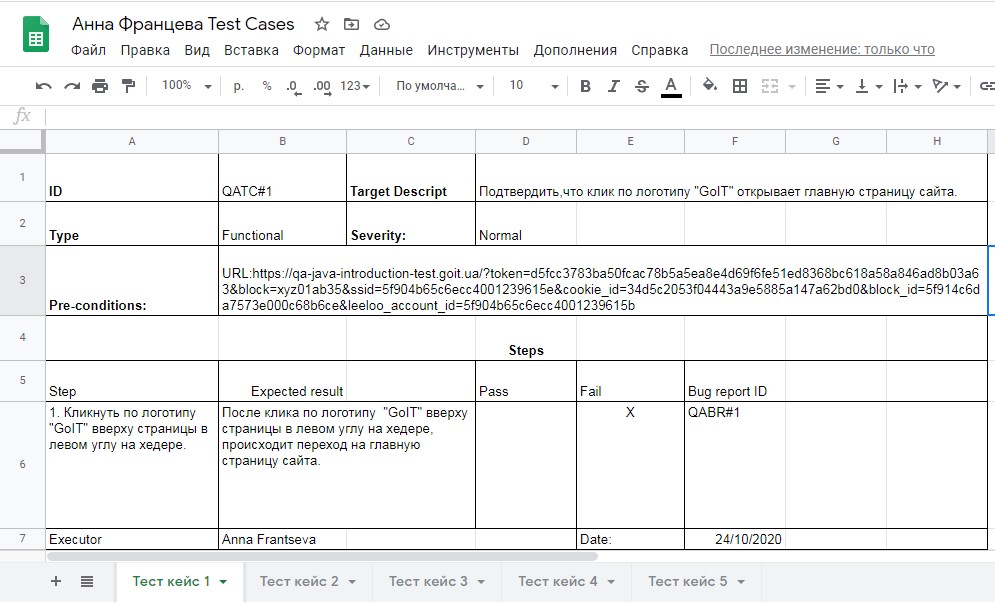 Анна Францева Test Cases
Файл Правка Вид Вставка Формат Данные Инструменты Дополнения Справка Последнее изменение: только что
100% р. % .0 .00 123 По умолча... 10 B I S A
fx
A B C D E F G H
1 ID QATC#1 Target Descript Подтвердить,что клик по логотипу "GoIT" открывает главную страницу сайта.
2 Type Functional Severity: Normal
URL:https://qa-java-introduction-test.goit.ua/?token=d5fcc3783ba50fcac78b5a5ea8e4d69f6fe51ed8368bc618a58a846ad8b03a6
3 3&block=xyz01ab35&ssid=5f904b65c6ecc4001239615e&cookie_id=34d5c2053f04443a9e5885a147a62bd0&block_id=5f914c6d
Pre-conditions: a7573e000c68b6ce&leeloo_account_id=5f904b65c6ecc4001239615b
4 Steps
5 Step Expected result Pass Fail Bug report ID
1. Кликнуть по логотипу После клика по логотипу "GoIT" вверху X QABR#1
"GoIT" вверху страницы в страницы в левом углу на хедере,
левом углу на хедере. происходит переход на главную
6 страницу сайта.
7 Executor Anna Frantseva Date: 24/10/2020
Тест кейс 1 Тест кейс 2 Тест кейс 3 Тест кейс 4 Тест кейс 5